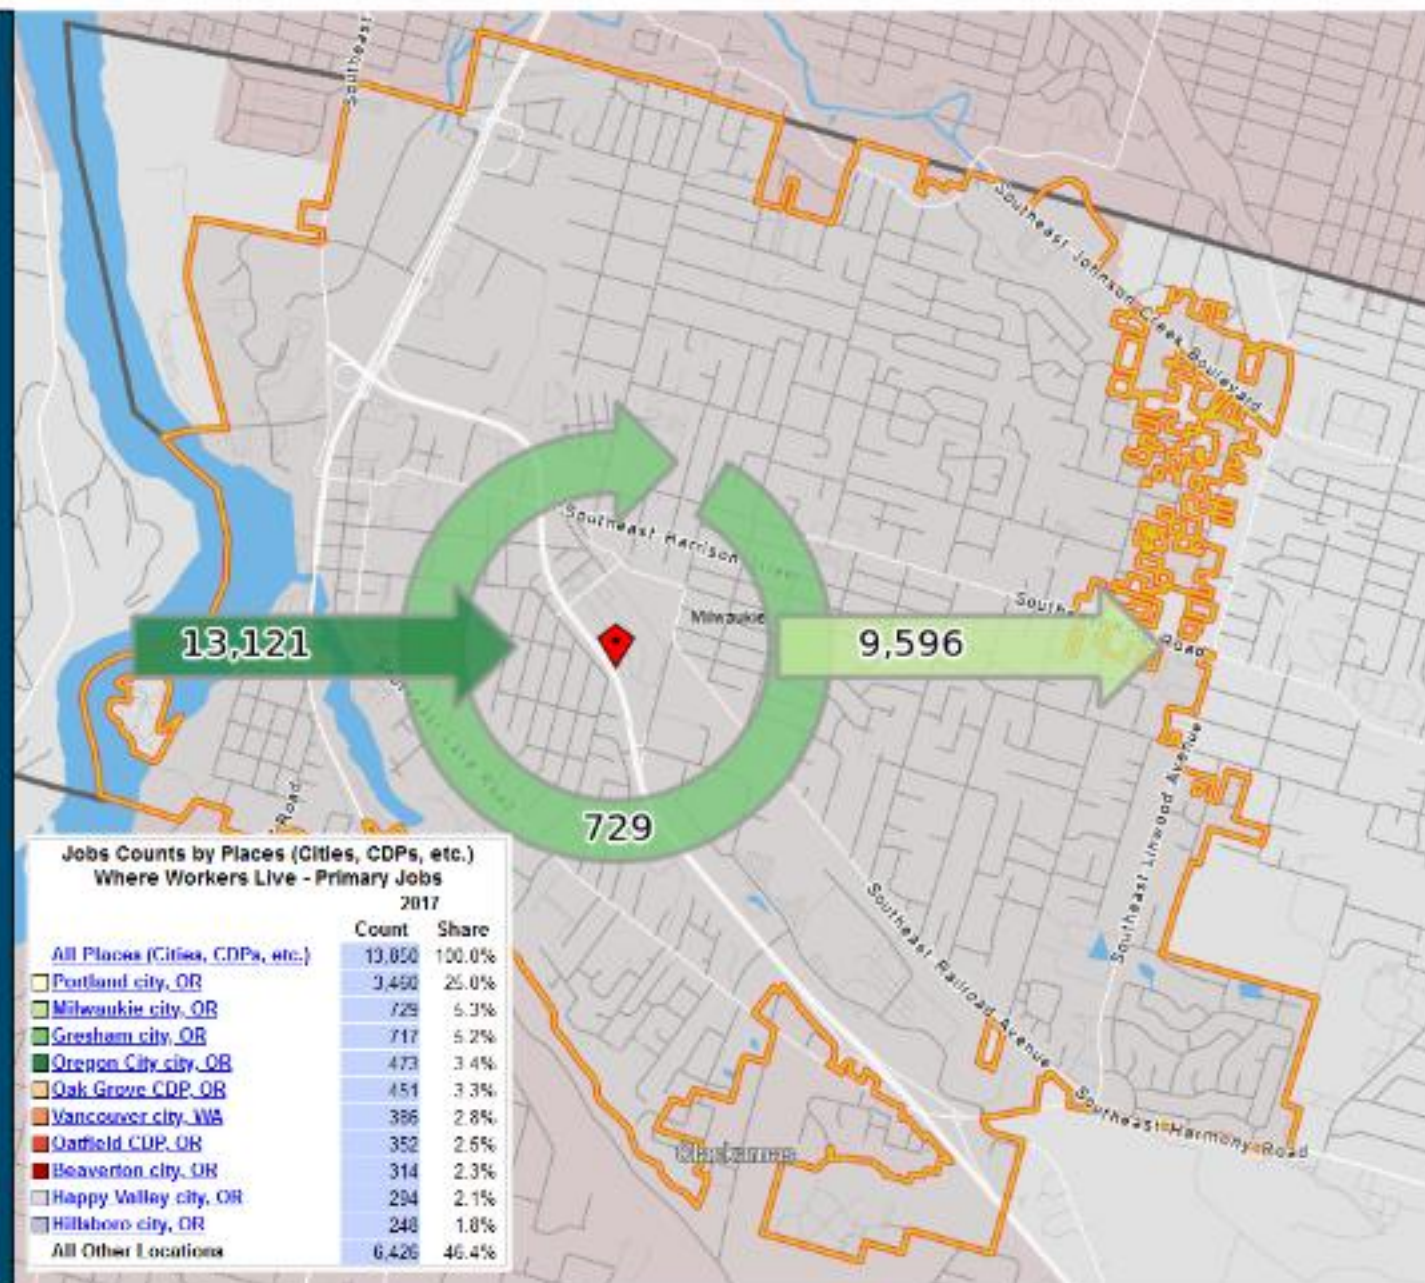 Southeast
Southeast Johnson Creek Boulevard
Southeast Harrison Street
Milwaukie
Southe
Road
13,121
9,596
729
Road
Southeast Linwood Avenue
Southeast Railroad Avenue
Southeast Harmony Road
Clackamas
Jobs Counts by Places (Cities, CDPs, etc.)
Where Workers Live - Primary Jobs
2017
Count Share
All Places (Cities, CDPs, etc.) 13,850 100.0%
Portland city, OR 3,460 25.0%
Milwaukie city, OR 729 5.3%
Gresham city, OR 717 5.2%
Oregon City city, OR 473 3.4%
Oak Grove CDP, OR 451 3.3%
Vancouver city, WA 386 2.8%
Oatfield CDP, OR 352 2.5%
Beaverton city, OR 314 2.3%
Happy Valley city, OR 294 2.1%
Hillsboro city, OR 248 1.8%
All Other Locations 6,426 46.4%